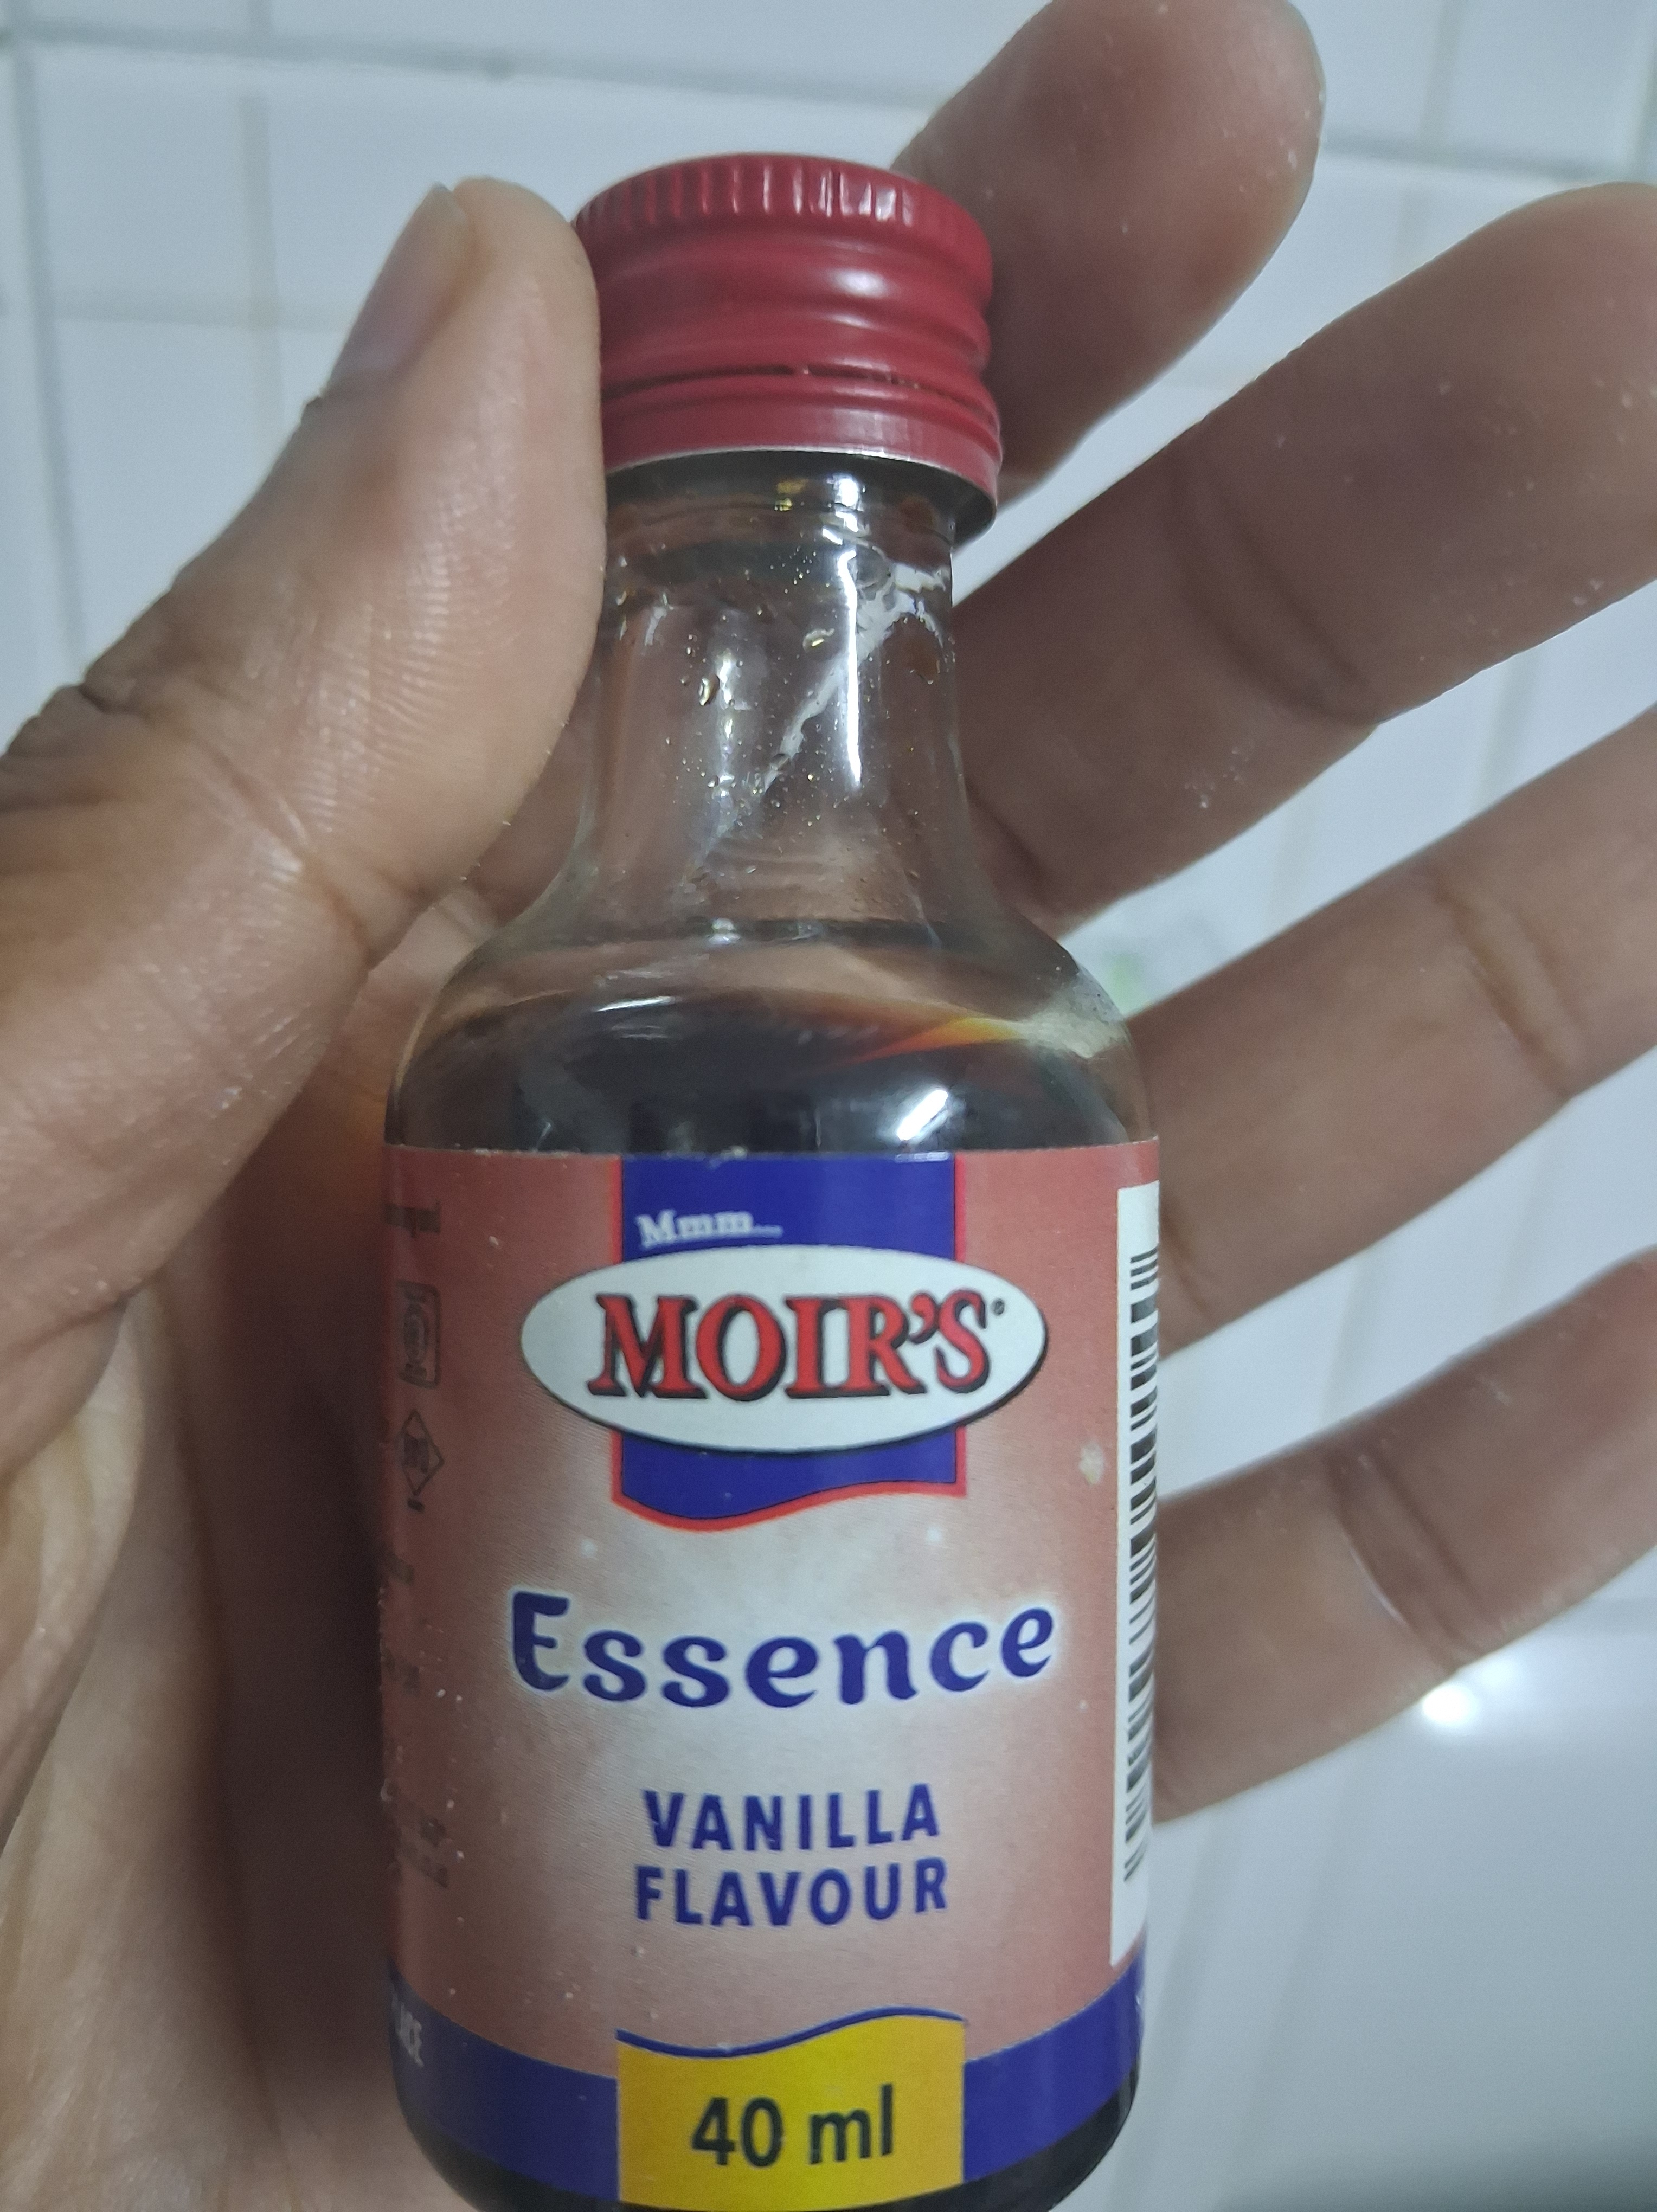 Mmm...
MOIR'S
Essence
VANILLA
FLAVOUR
40 ml